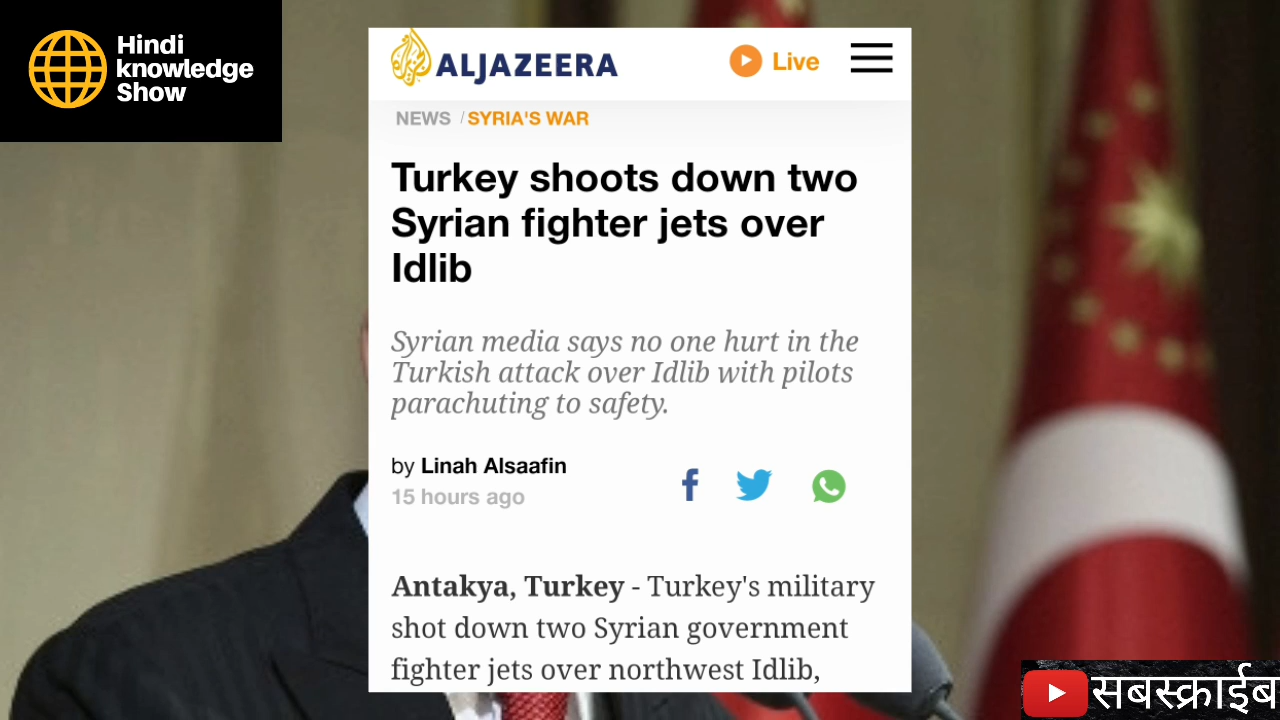 Hindi
knowledge
Show
ALJAZEERA
Live
NEWS / SYRIA'S WAR
Turkey shoots down two
Syrian fighter jets over
Idlib
Syrian media says no one hurt in the
Turkish attack over Idlib with pilots
parachuting to safety.
by Linah Alsaafin
15 hours ago
Antakya, Turkey - Turkey's military
shot down two Syrian government
fighter jets over northwest Idlib,
सबस्क्राईब